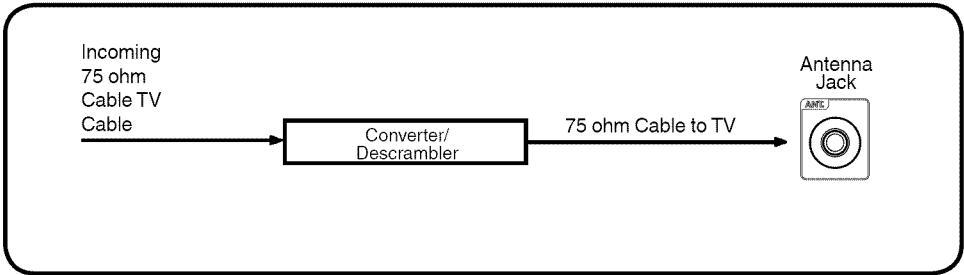 Incoming
75 ohm
Cable TV
Cable
Converter/
Descrambler
75 ohm Cable to TV
Antenna
Jack
ANT.